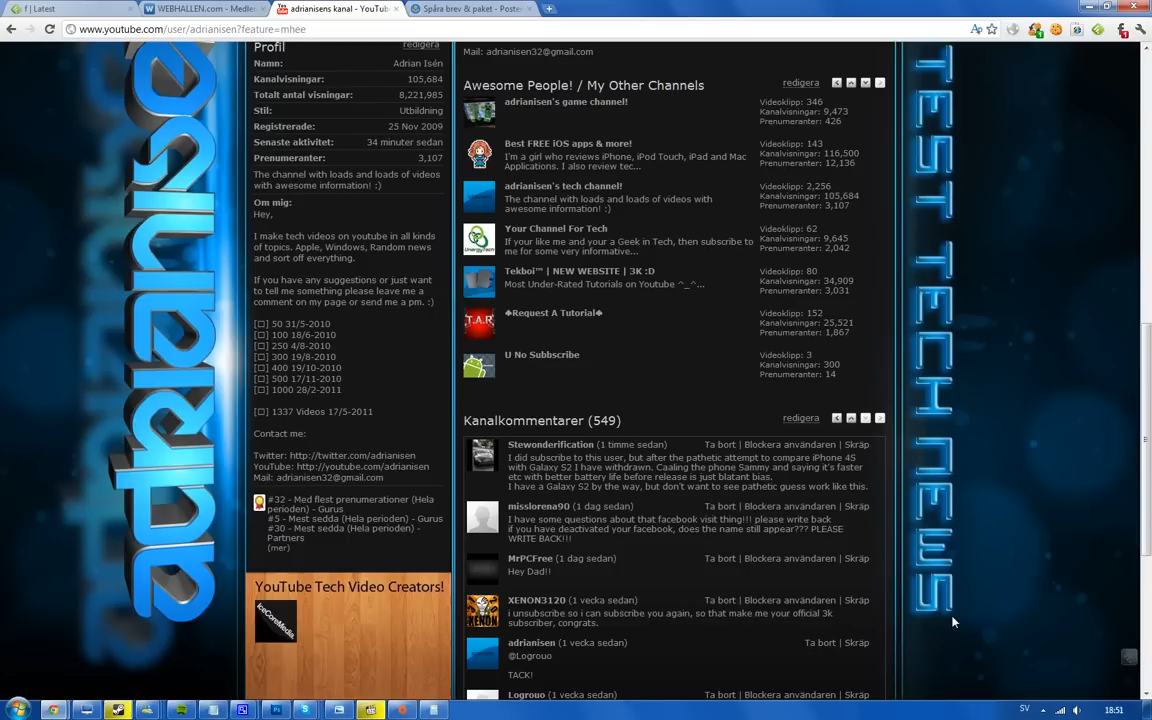 f | Latest
WEBHALLEN.com - Medle
adrianisens kanal - YouTub
Spåra brev & paket - Poste
www.youtube.com/user/adrianisen?feature=mhee
adrianisen
Profil redigera
Namn: Adrian Isén
Kanalvisningar: 105,684
Totalt antal visningar: 8,221,985
Stil: Utbildning
Registrerade: 25 Nov 2009
Senaste aktivitet: 34 minuter sedan
Prenumeranter: 3,107
The channel with loads and loads of videos
with awesome information! :)
Om mig:
Hey,
I make tech videos on youtube in all kinds
of topics. Apple, Windows, Random news
and sort off everything.
If you have any suggestions or just want
to tell me something please leave me a
comment on my page or send me a pm. :)
[□] 50 31/5-2010
[□] 100 18/6-2010
[□] 250 4/8-2010
[□] 300 19/8-2010
[□] 400 19/10-2010
[□] 500 17/11-2010
[□] 1000 28/2-2011
[□] 1337 Videos 17/5-2011
Contact me:
Twitter: http://twitter.com/adrianisen
YouTube: http://youtube.com/adrianisen
Mail: adrianisen32@gmail.com
#32 - Med flest prenumerationer (Hela
perioden) - Gurus
#5 - Mest sedda (Hela perioden) - Gurus
#30 - Mest sedda (Hela perioden) -
Partners
(mer)
YouTube Tech Video Creators!
IceCoreMedia
Mail: adrianisen32@gmail.com
Awesome People! / My Other Channels redigera
adrianisen's game channel!
Videoklipp: 346
Kanalvisningar: 9,473
Prenumeranter: 426
Best FREE iOS apps & more!
I'm a girl who reviews iPhone, iPod Touch, iPad and Mac
Applications. I also review tec...
Videoklipp: 143
Kanalvisningar: 116,500
Prenumeranter: 12,136
adrianisen's tech channel!
The channel with loads and loads of videos with
awesome information! :)
Videoklipp: 2,256
Kanalvisningar: 105,684
Prenumeranter: 3,107
Your Channel For Tech
If your like me and your a Geek in Tech, then subscribe to
me for some very informative...
Videoklipp: 62
Kanalvisningar: 9,645
Prenumeranter: 2,042
Tekboi™ | NEW WEBSITE | 3K :D
Most Under-Rated Tutorials on Youtube ^_^...
Videoklipp: 80
Kanalvisningar: 34,909
Prenumeranter: 3,031
T.A.R
♣Request A Tutorial♣
Videoklipp: 152
Kanalvisningar: 25,521
Prenumeranter: 1,867
U No Subbscribe
Videoklipp: 3
Kanalvisningar: 300
Prenumeranter: 14
Kanalkommentarer (549) redigera
Stewonderification (1 timme sedan) Ta bort | Blockera användaren | Skräp
I did subscribe to this user, but after the pathetic attempt to compare iPhone 4S
with Galaxy S2 I have withdrawn. Caaling the phone Sammy and saying it's faster
etc with better battery life before release is just blatant bias.
I have a Galaxy S2 by the way, but don't want to see pathetic guess work like this.
misslorena90 (1 dag sedan) Ta bort | Blockera användaren | Skräp
I have some questions about that facebook visit thing!!! please write back
if you have deactivated your facebook, does the name still appear??? PLEASE
WRITE BACK!!!
MrPCFree (1 dag sedan) Ta bort | Blockera användaren | Skräp
Hey Dad!!
XENON3120 (1 vecka sedan) Ta bort | Blockera användaren | Skräp
i unsubscribe so i can subscribe you again, so that make me your official 3k
subscriber, congrats.
adrianisen (1 vecka sedan) Ta bort | Skräp
@Logrouo
TACK!
Logrouo (1 vecka sedan) Ta bort | Blockera användaren | Skräp
TEST TECH NEWS
SV 18:51